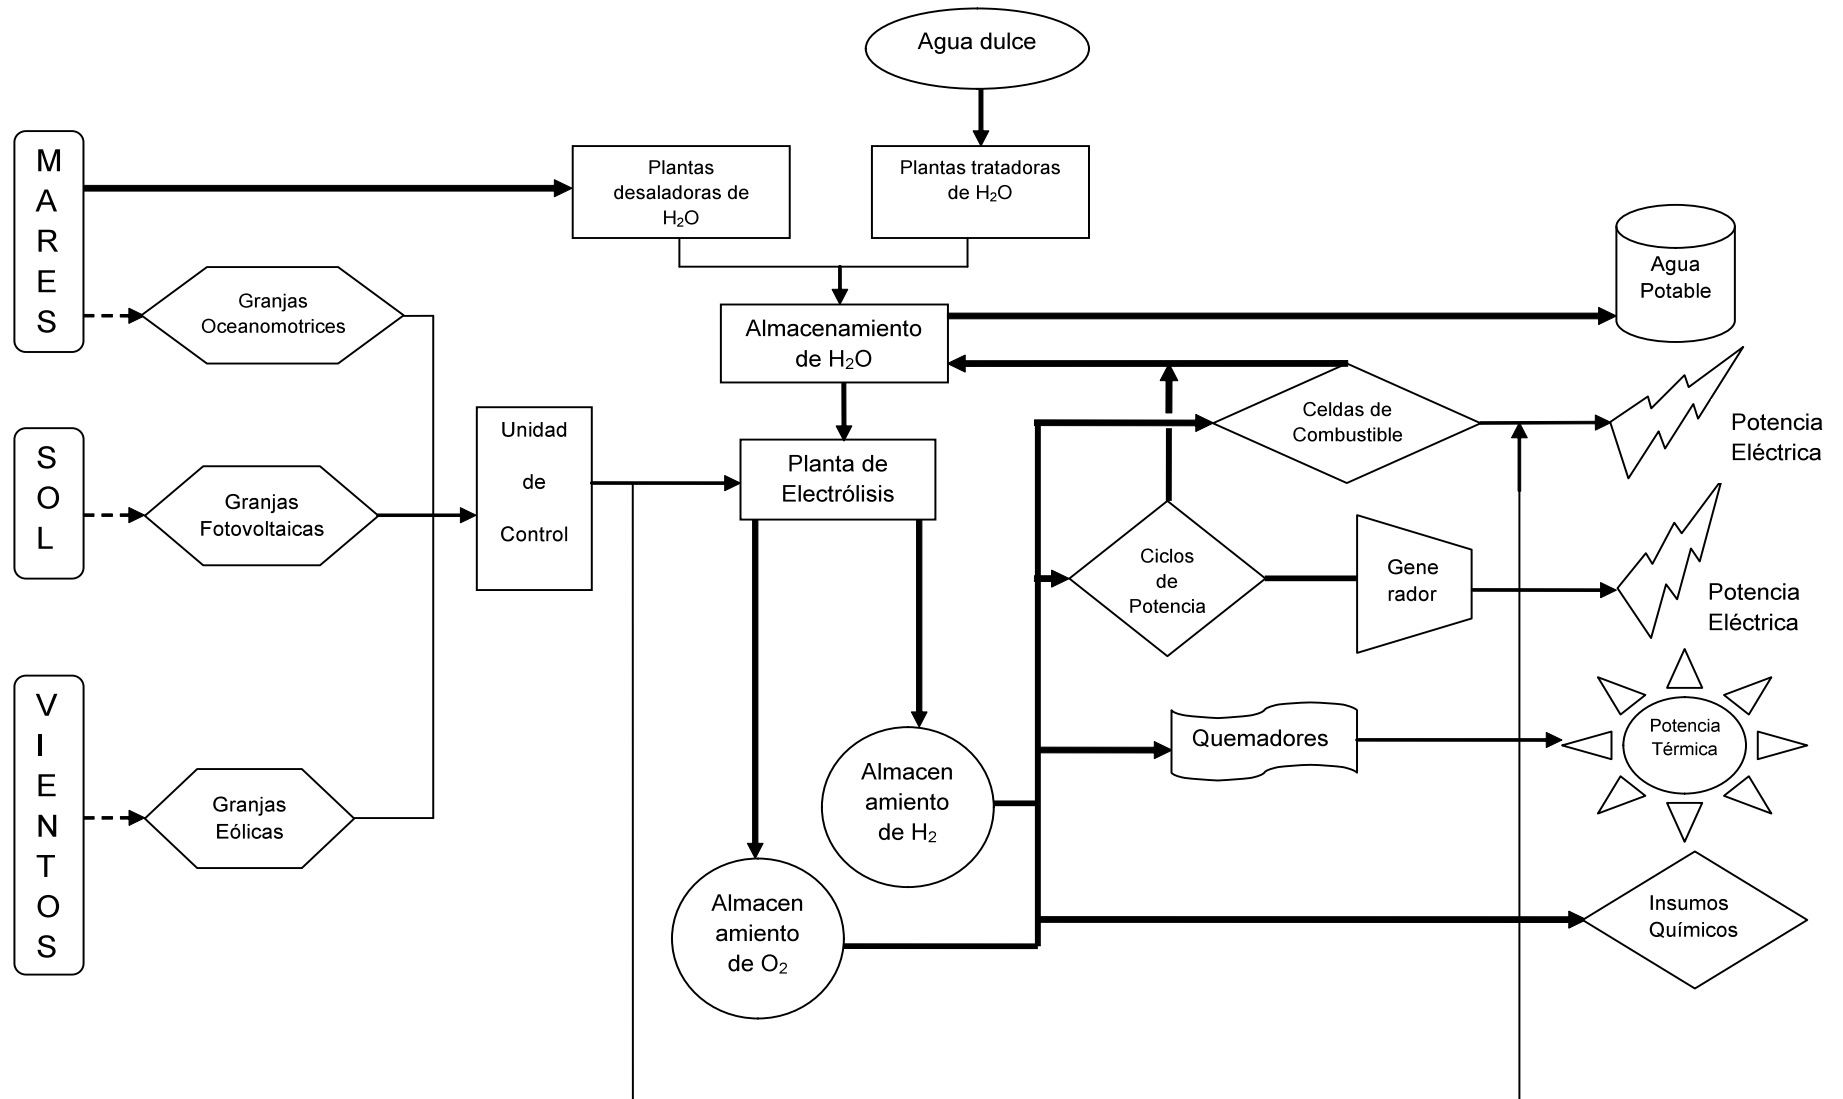 Agua dulce
M
A
R
E
S
Plantas
desaladoras de
H₂O
Plantas tratadoras
de H₂O
Agua
Potable
Granjas
Oceanomotrices
Almacenamiento
de H₂O
Celdas de
Combustible
Potencia
Eléctrica
S
O
L
Granjas
Fotovoltaicas
Unidad
de
Control
Planta de
Electrólisis
Ciclos
de
Potencia
Gene
rador
Potencia
Eléctrica
V
I
E
N
T
O
S
Granjas
Eólicas
Almacen
amiento
de H₂
Quemadores
Potencia
Térmica
Almacen
amiento
de O₂
Insumos
Químicos